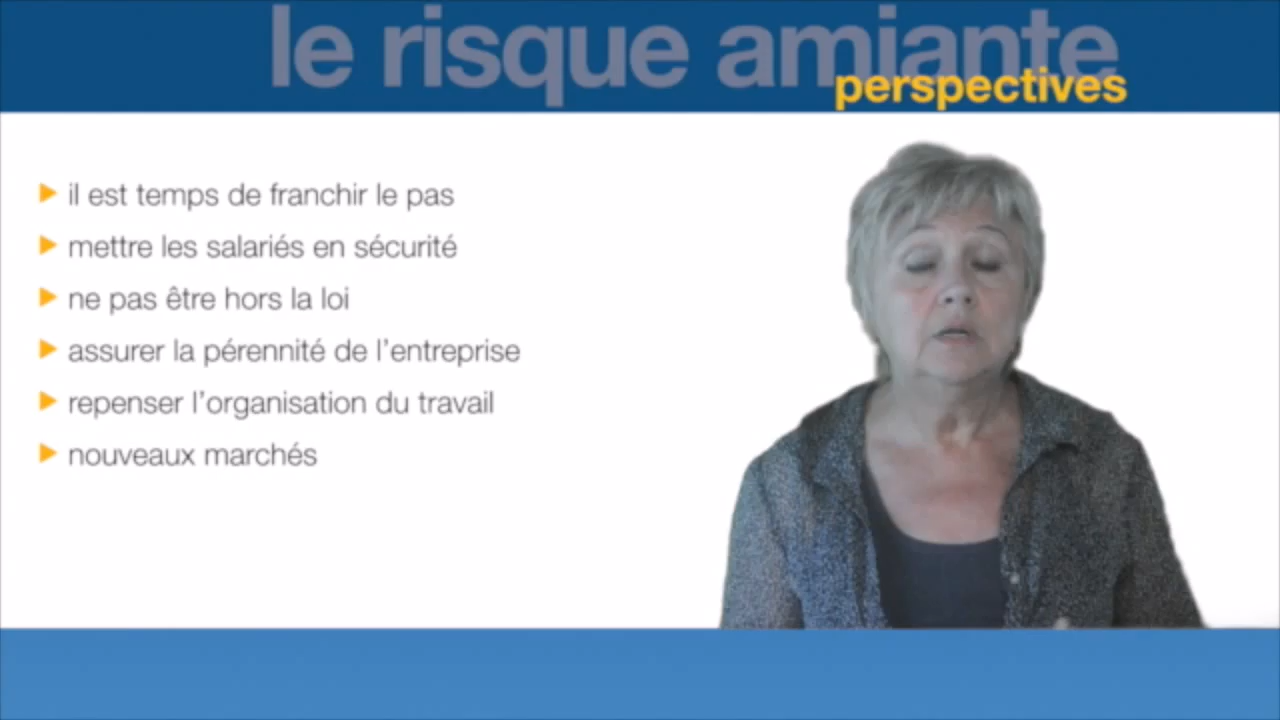 le risque amiante
perspectives
il est temps de franchir le pas
mettre les salariés en sécurité
ne pas être hors la loi
assurer la pérennité de l'entreprise
repenser l'organisation du travail
nouveaux marchés